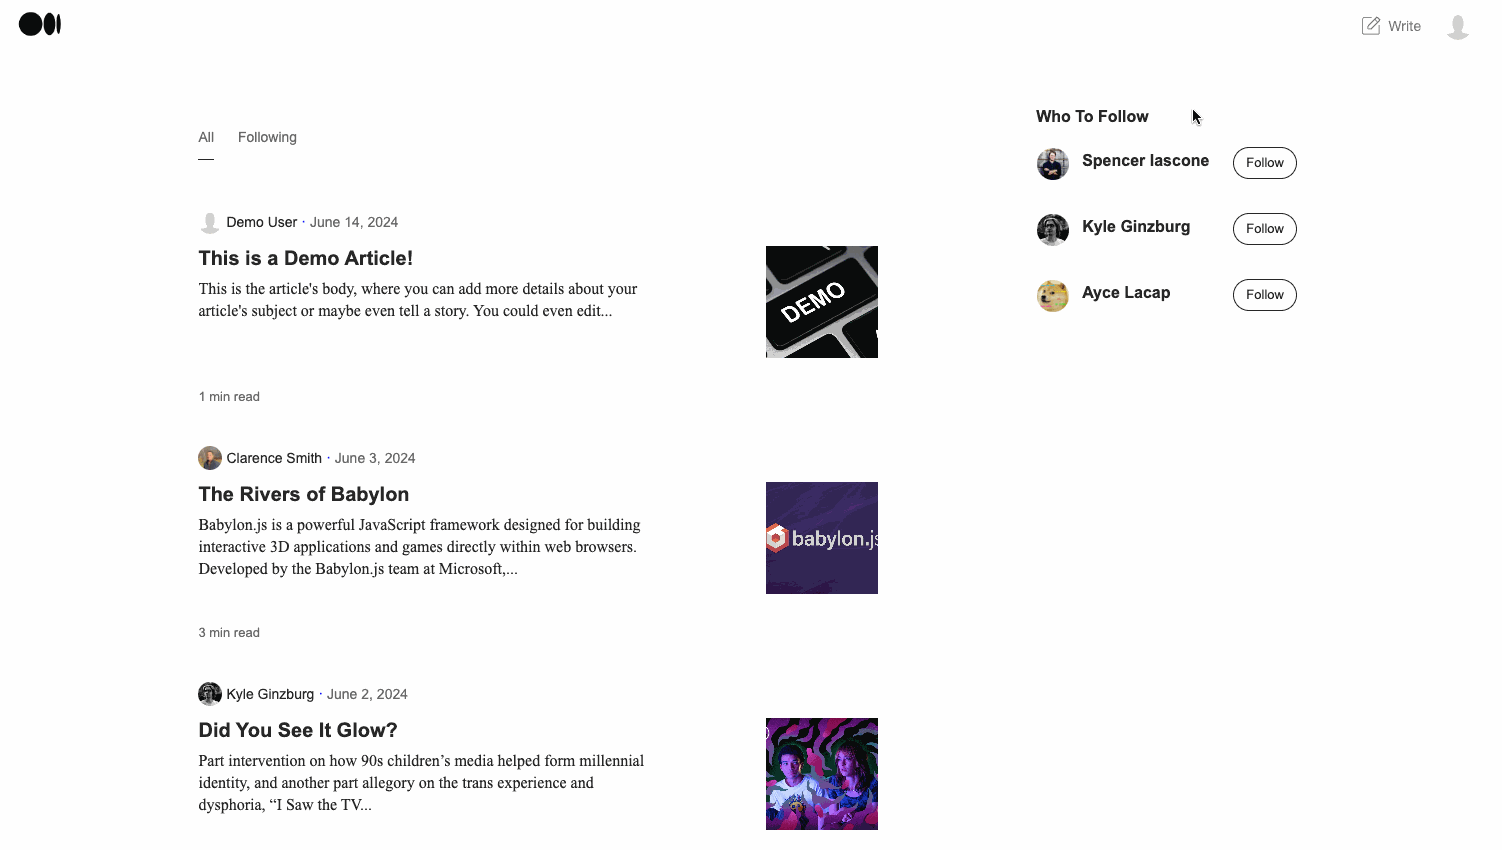 Write
All Following
Demo User · June 14, 2024
This is a Demo Article!
This is the article's body, where you can add more details about your
article's subject or maybe even tell a story. You could even edit...
DEMO
1 min read
Clarence Smith · June 3, 2024
The Rivers of Babylon
Babylon.js is a powerful JavaScript framework designed for building
interactive 3D applications and games directly within web browsers.
Developed by the Babylon.js team at Microsoft,...
babylon.js
3 min read
Kyle Ginzburg · June 2, 2024
Did You See It Glow?
Part intervention on how 90s children’s media helped form millennial
identity, and another part allegory on the trans experience and
dysphoria, “I Saw the TV...
Who To Follow
Spencer Iascone Follow
Kyle Ginzburg Follow
Ayce Lacap Follow